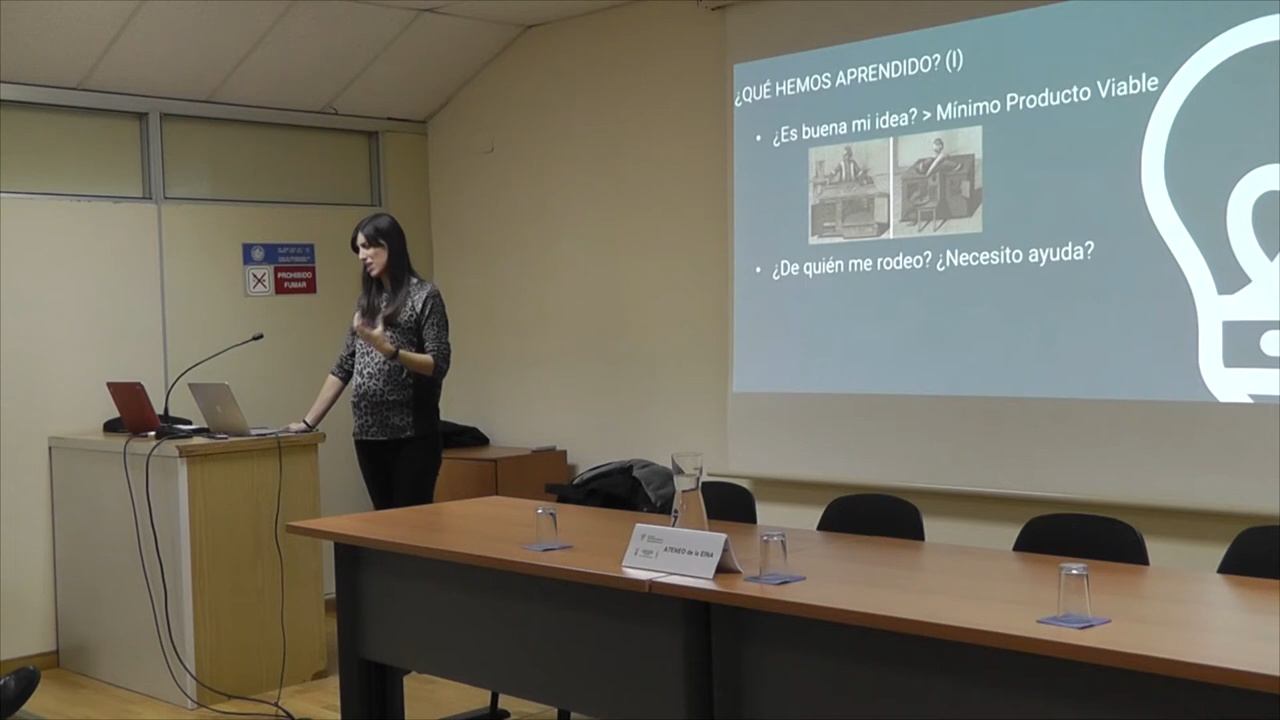 ¿QUÉ HEMOS APRENDIDO? (I)
• ¿Es buena mi idea? > Mínimo Producto Viable
• ¿De quién me rodeo? ¿Necesito ayuda?
PROHIBIDO
FUMAR
ATENEO de la EINA